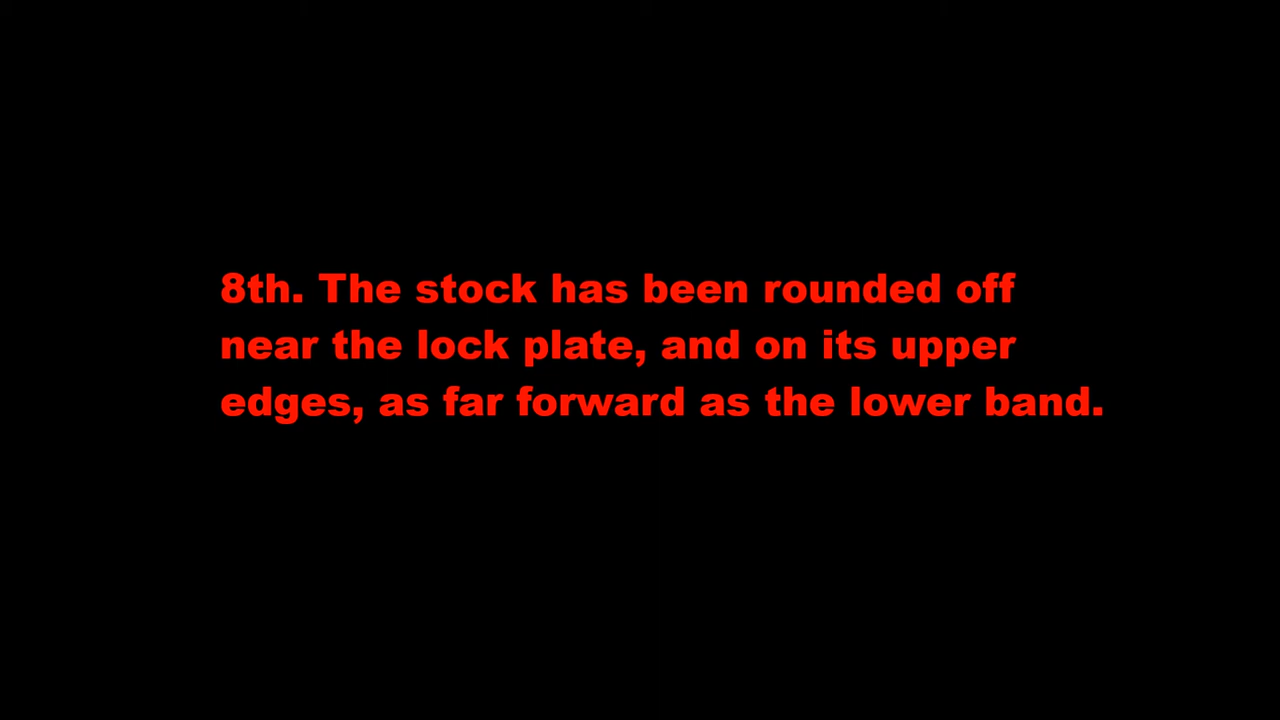 8th. The stock has been rounded off
near the lock plate, and on its upper
edges, as far forward as the lower band.